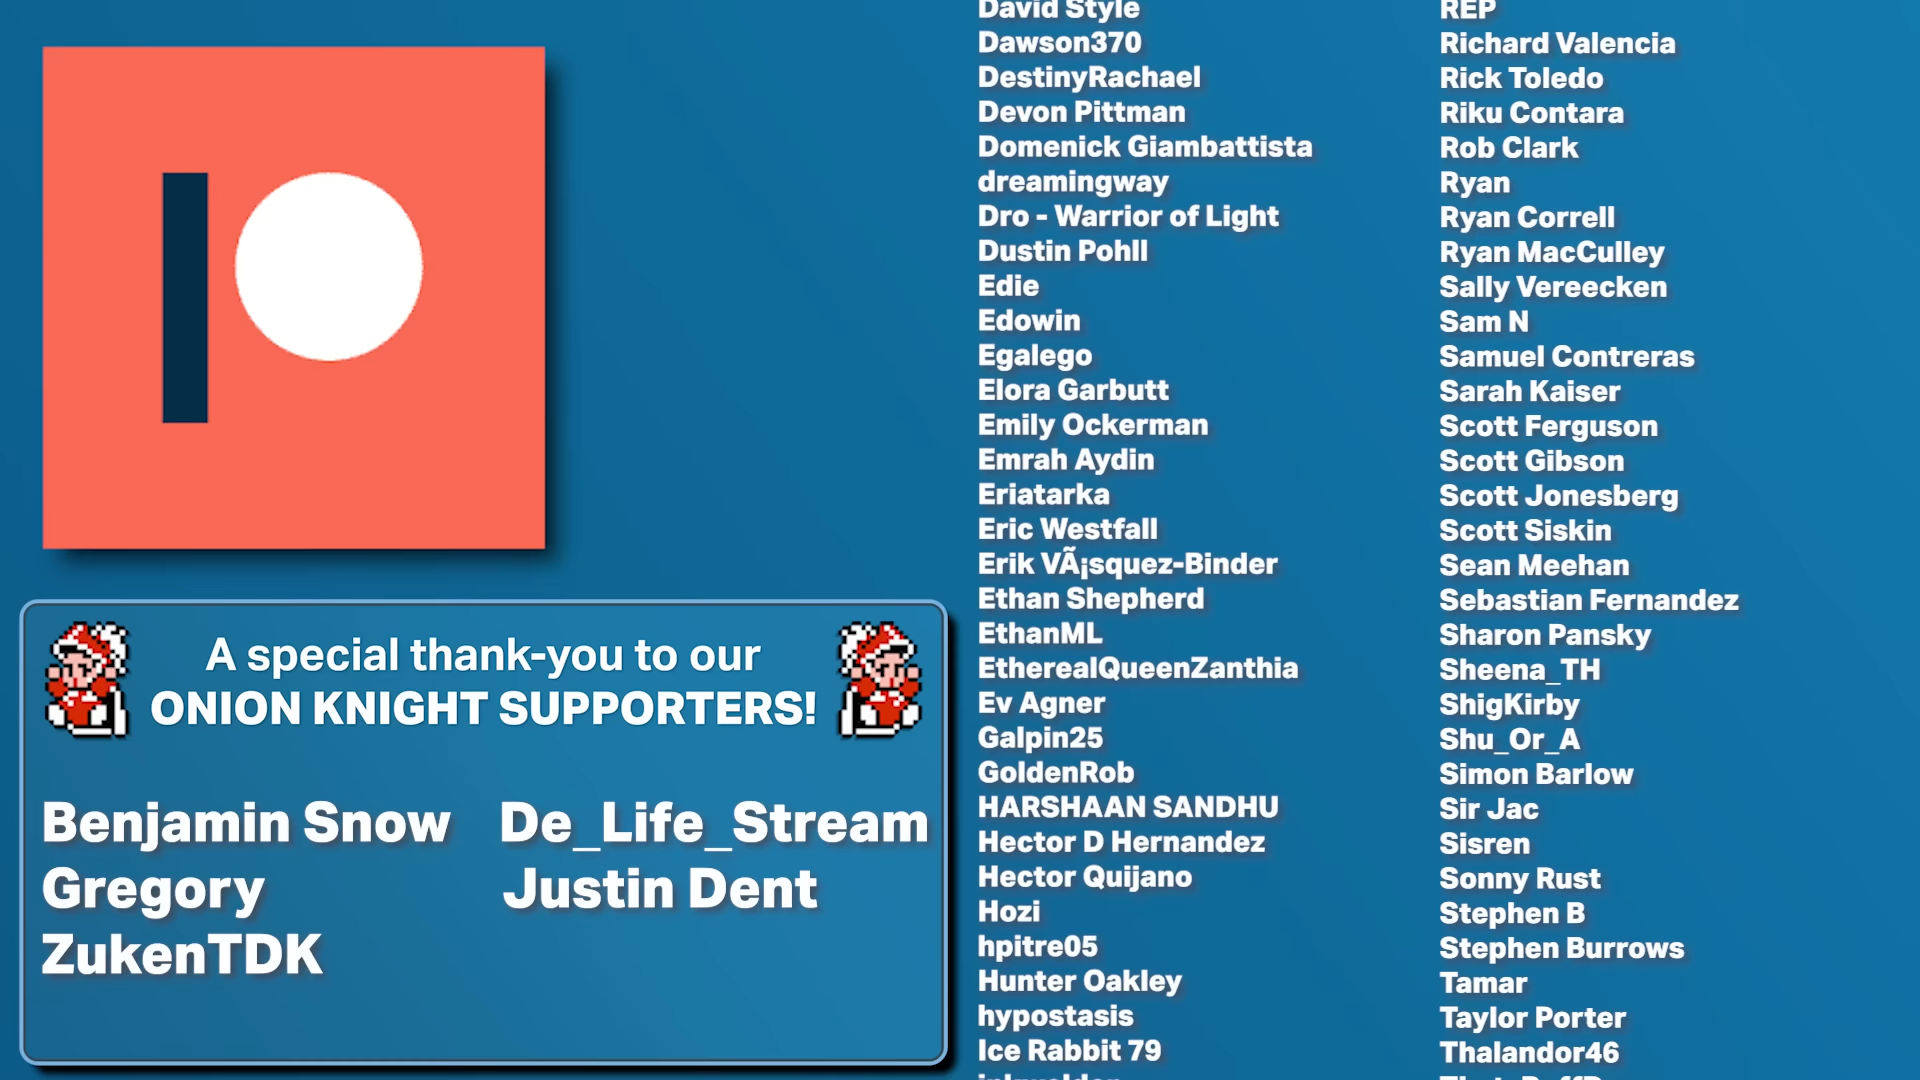 A special thank-you to our
ONION KNIGHT SUPPORTERS!
Benjamin Snow
De_Life_Stream
Gregory
Justin Dent
ZukenTDK
David Style
Dawson370
DestinyRachael
Devon Pittman
Domenick Giambattista
dreamingway
Dro - Warrior of Light
Dustin Pohll
Edie
Edowin
Egalego
Elora Garbutt
Emily Ockerman
Emrah Aydin
Eriatarka
Eric Westfall
Erik VÃ¡squez-Binder
Ethan Shepherd
EthanML
EtherealQueenZanthia
Ev Agner
Galpin25
GoldenRob
HARSHAAN SANDHU
Hector D Hernandez
Hector Quijano
Hozi
hpitre05
Hunter Oakley
hypostasis
Ice Rabbit 79
REP
Richard Valencia
Rick Toledo
Riku Contara
Rob Clark
Ryan
Ryan Correll
Ryan MacCulley
Sally Vereecken
Sam N
Samuel Contreras
Sarah Kaiser
Scott Ferguson
Scott Gibson
Scott Jonesberg
Scott Siskin
Sean Meehan
Sebastian Fernandez
Sharon Pansky
Sheena_TH
ShigKirby
Shu_Or_A
Simon Barlow
Sir Jac
Sisren
Sonny Rust
Stephen B
Stephen Burrows
Tamar
Taylor Porter
Thalandor46